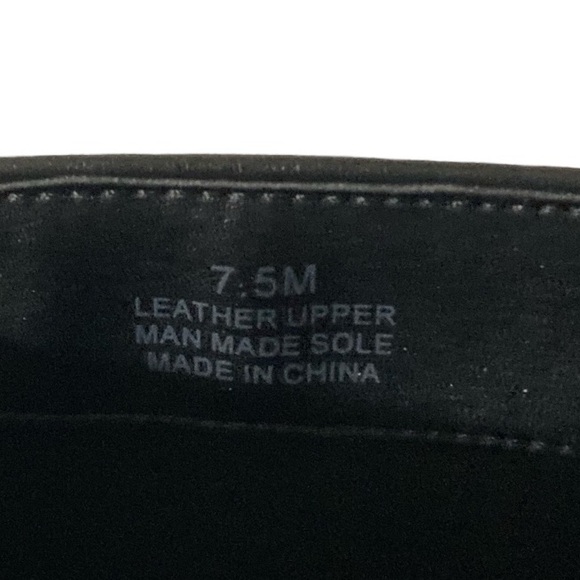 7.5M
LEATHER UPPER
MAN MADE SOLE
MADE IN CHINA